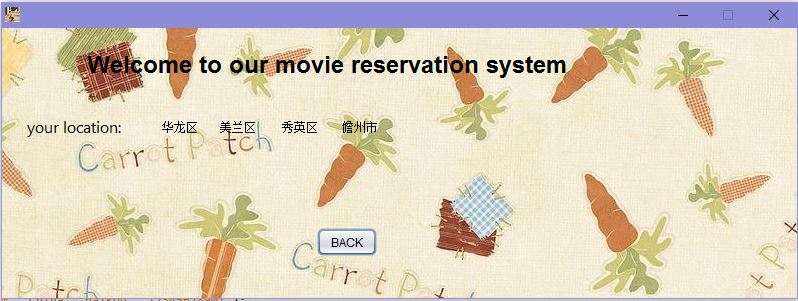 Welcome to our movie reservation system
your location: 华龙区 美兰区 秀英区 儋州市
Carrot Patch
BACK
Carrot Patch